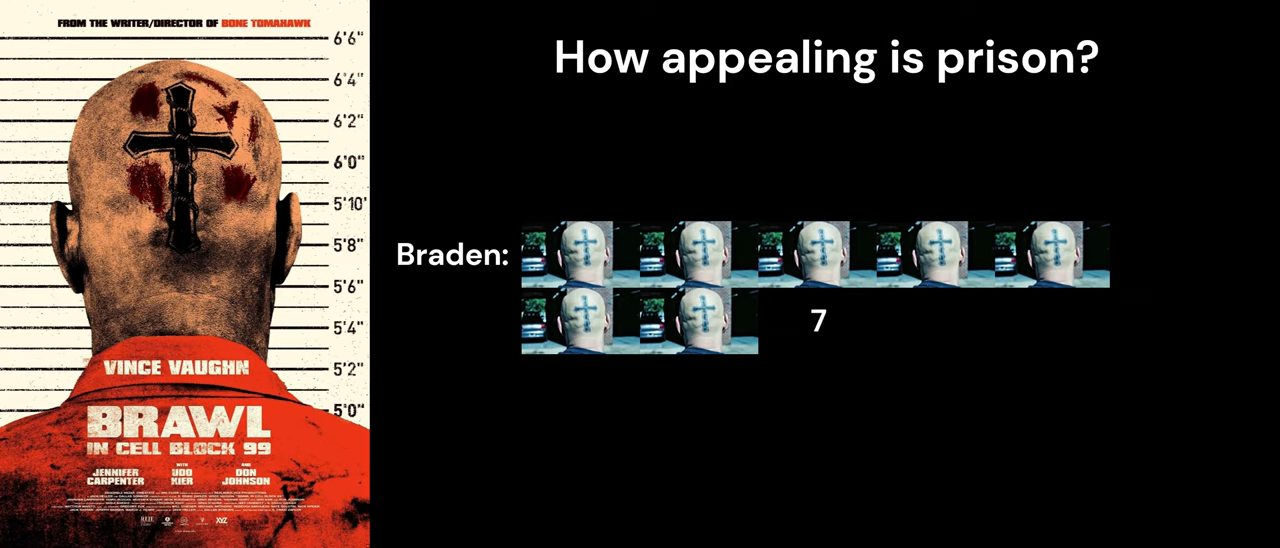 FROM THE WRITER/DIRECTOR OF BONE TOMAHAWK
6'6"
6'4"
6'2"
6'0"
5'10"
5'8"
5'6"
5'4"
5'2"
5'0"
VINCE VAUGHN
BRAWL
IN CELL BLOCK 99
JENNIFER CARPENTER
WITH UDO KIER
AND DON JOHNSON
XYZ
How appealing is prison?
Braden:
7